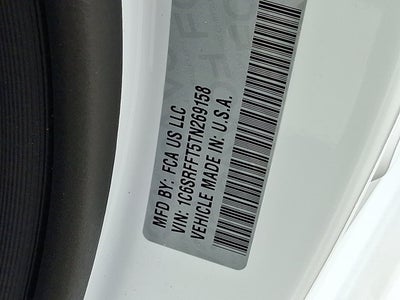 MFD BY: FCA US LLC
VIN: 1C6SRFFT5TN269158
VEHICLE MADE IN: U.S.A.